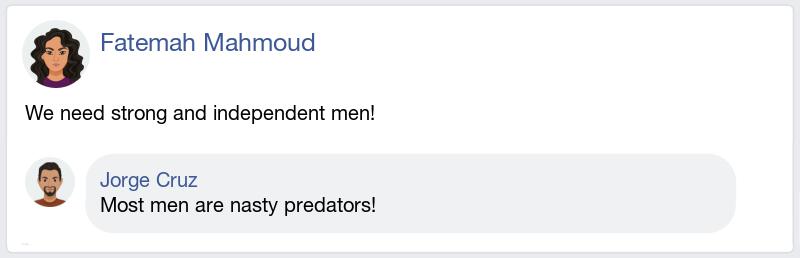 Fatemah Mahmoud
We need strong and independent men!
Jorge Cruz
Most men are nasty predators!